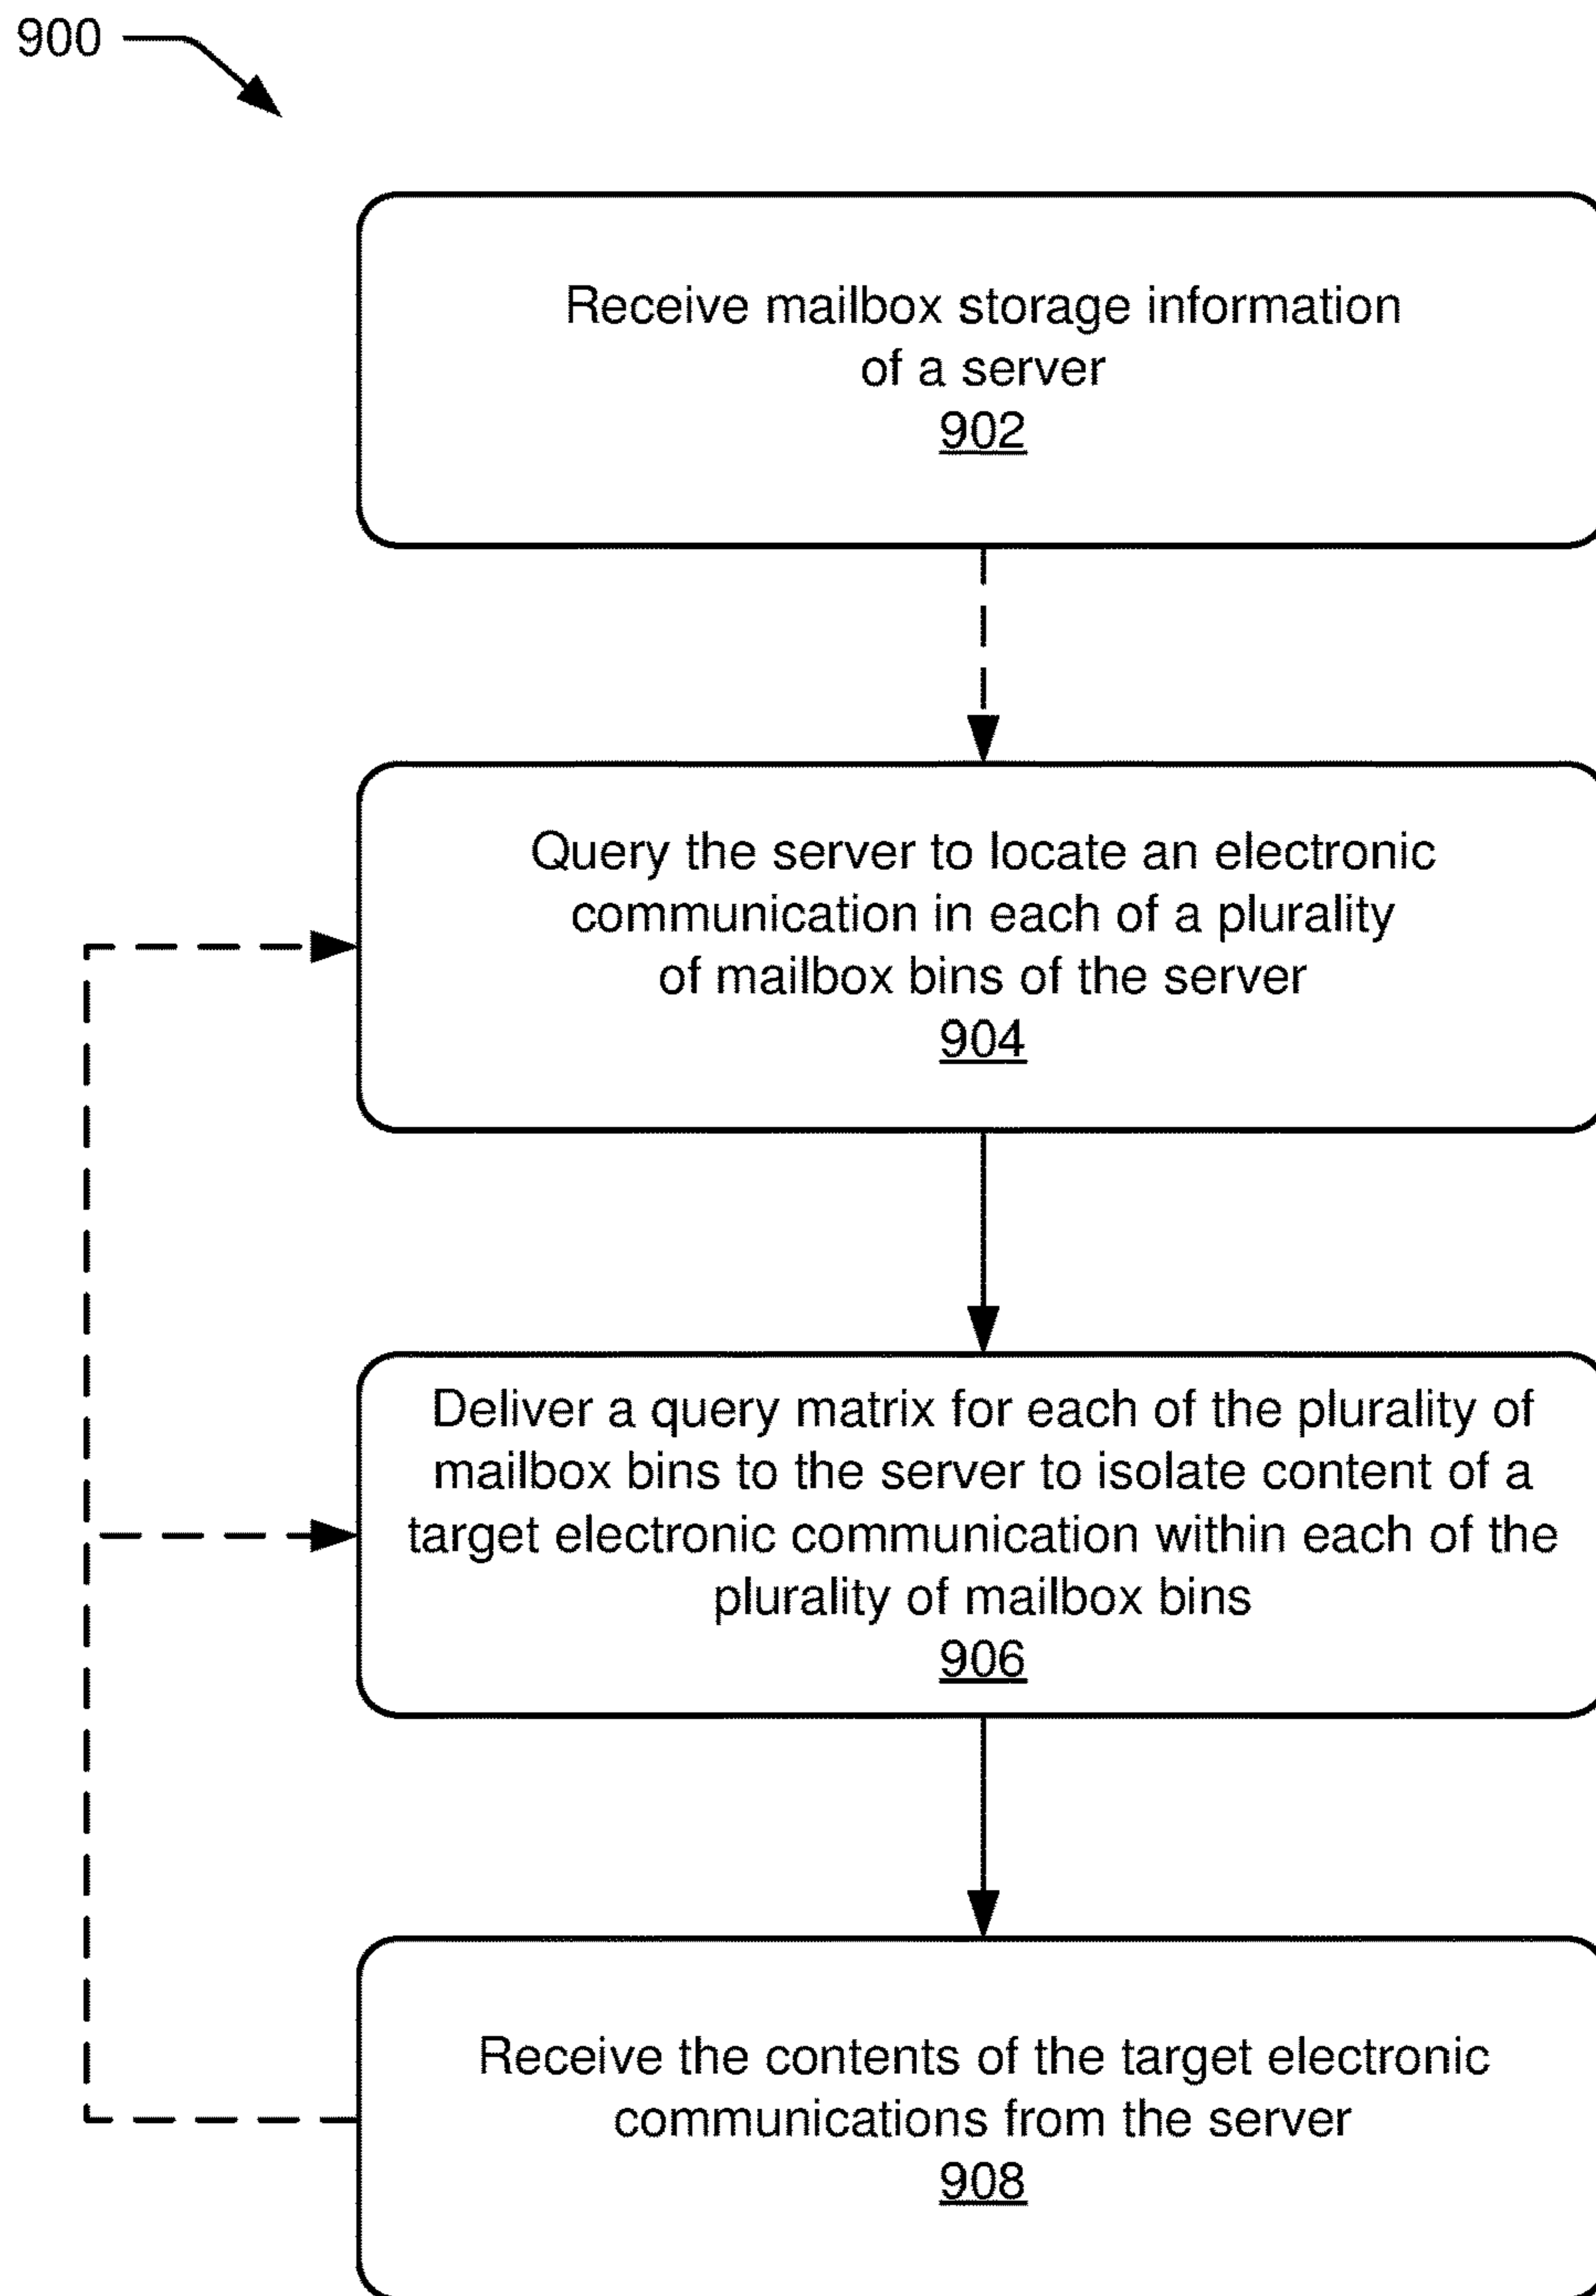 900
Receive mailbox storage information
of a server
902
Query the server to locate an electronic
communication in each of a plurality
of mailbox bins of the server
904
Deliver a query matrix for each of the plurality of
mailbox bins to the server to isolate content of a
target electronic communication within each of the
plurality of mailbox bins
906
Receive the contents of the target electronic
communications from the server
908